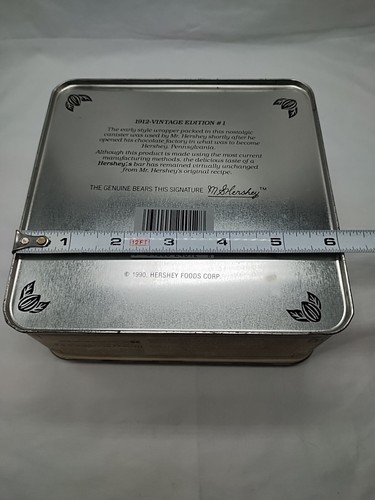 1912-VINTAGE EDITION #1
The early style wrapper packed in this nostalgic
canister was used by Mr. Hershey shortly after he
opened his chocolate factory in what was to become
Hershey, Pennsylvania.
Although this product is made using the most current
manufacturing methods, the delicious taste of a
Hershey's bar has remained virtually unchanged
from Mr. Hershey's original recipe.
THE GENUINE BEARS THIS SIGNATURE M.S. Hershey ™
1 2 12FT 3 4 5 6
© 1990, HERSHEY FOODS CORP.